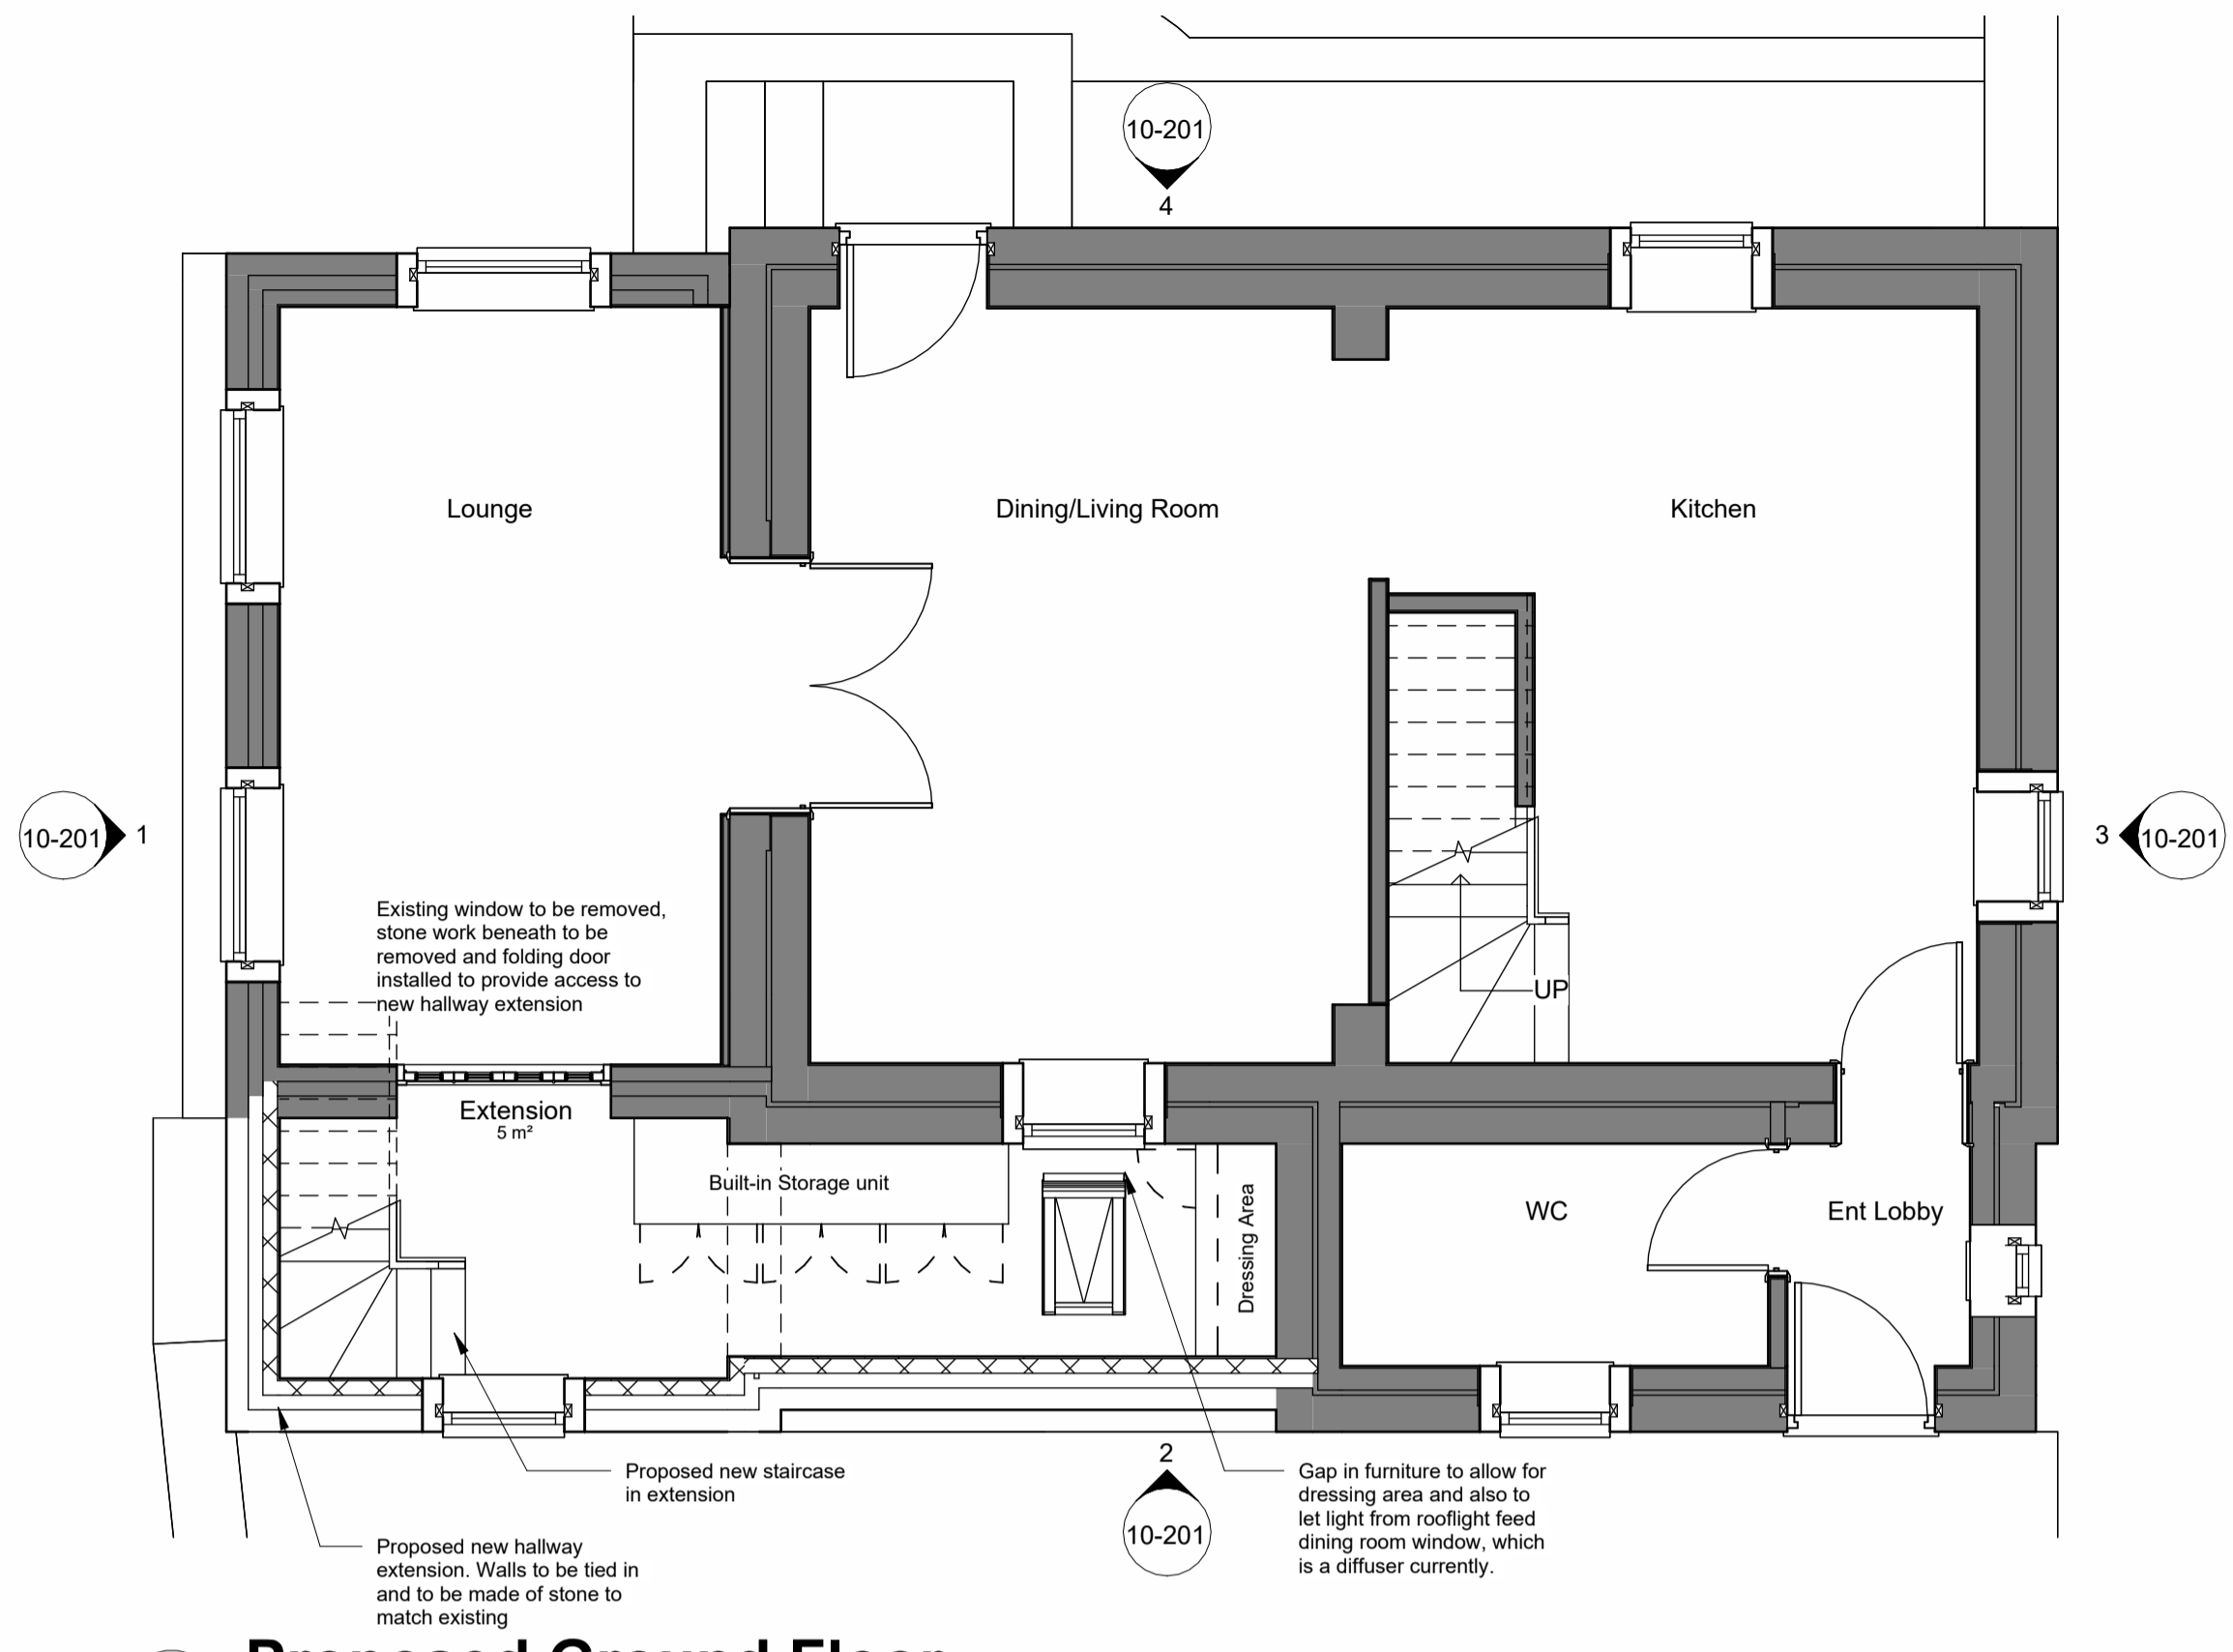 10-201
4
Lounge
Dining/Living Room
Kitchen
10-201
1
3
10-201
Existing window to be removed,
stone work beneath to be
removed and folding door
installed to provide access to
new hallway extension
UP
Extension
5 m²
Built-in Storage unit
Dressing Area
WC
Ent Lobby
2
10-201
Proposed new staircase
in extension
Gap in furniture to allow for
dressing area and also to
let light from rooflight feed
dining room window, which
is a diffuser currently.
Proposed new hallway
extension. Walls to be tied in
and to be made of stone to
match existing
Proposed Ground Floor